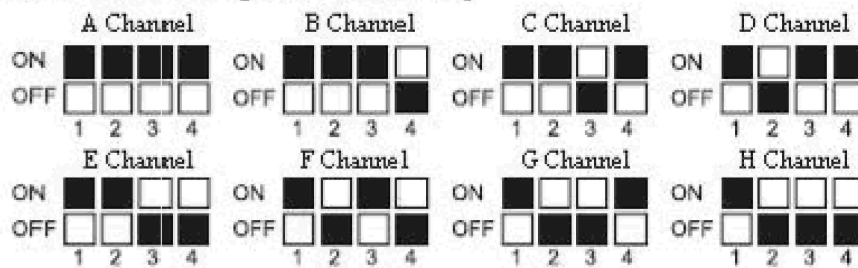 A Channel B Channel C Channel D Channel
ON ON ON ON
OFF OFF OFF OFF
1 2 3 4 1 2 3 4 1 2 3 4 1 2 3 4
E Channel F Channel G Channel H Channel
ON ON ON ON
OFF OFF OFF OFF
1 2 3 4 1 2 3 4 1 2 3 4 1 2 3 4